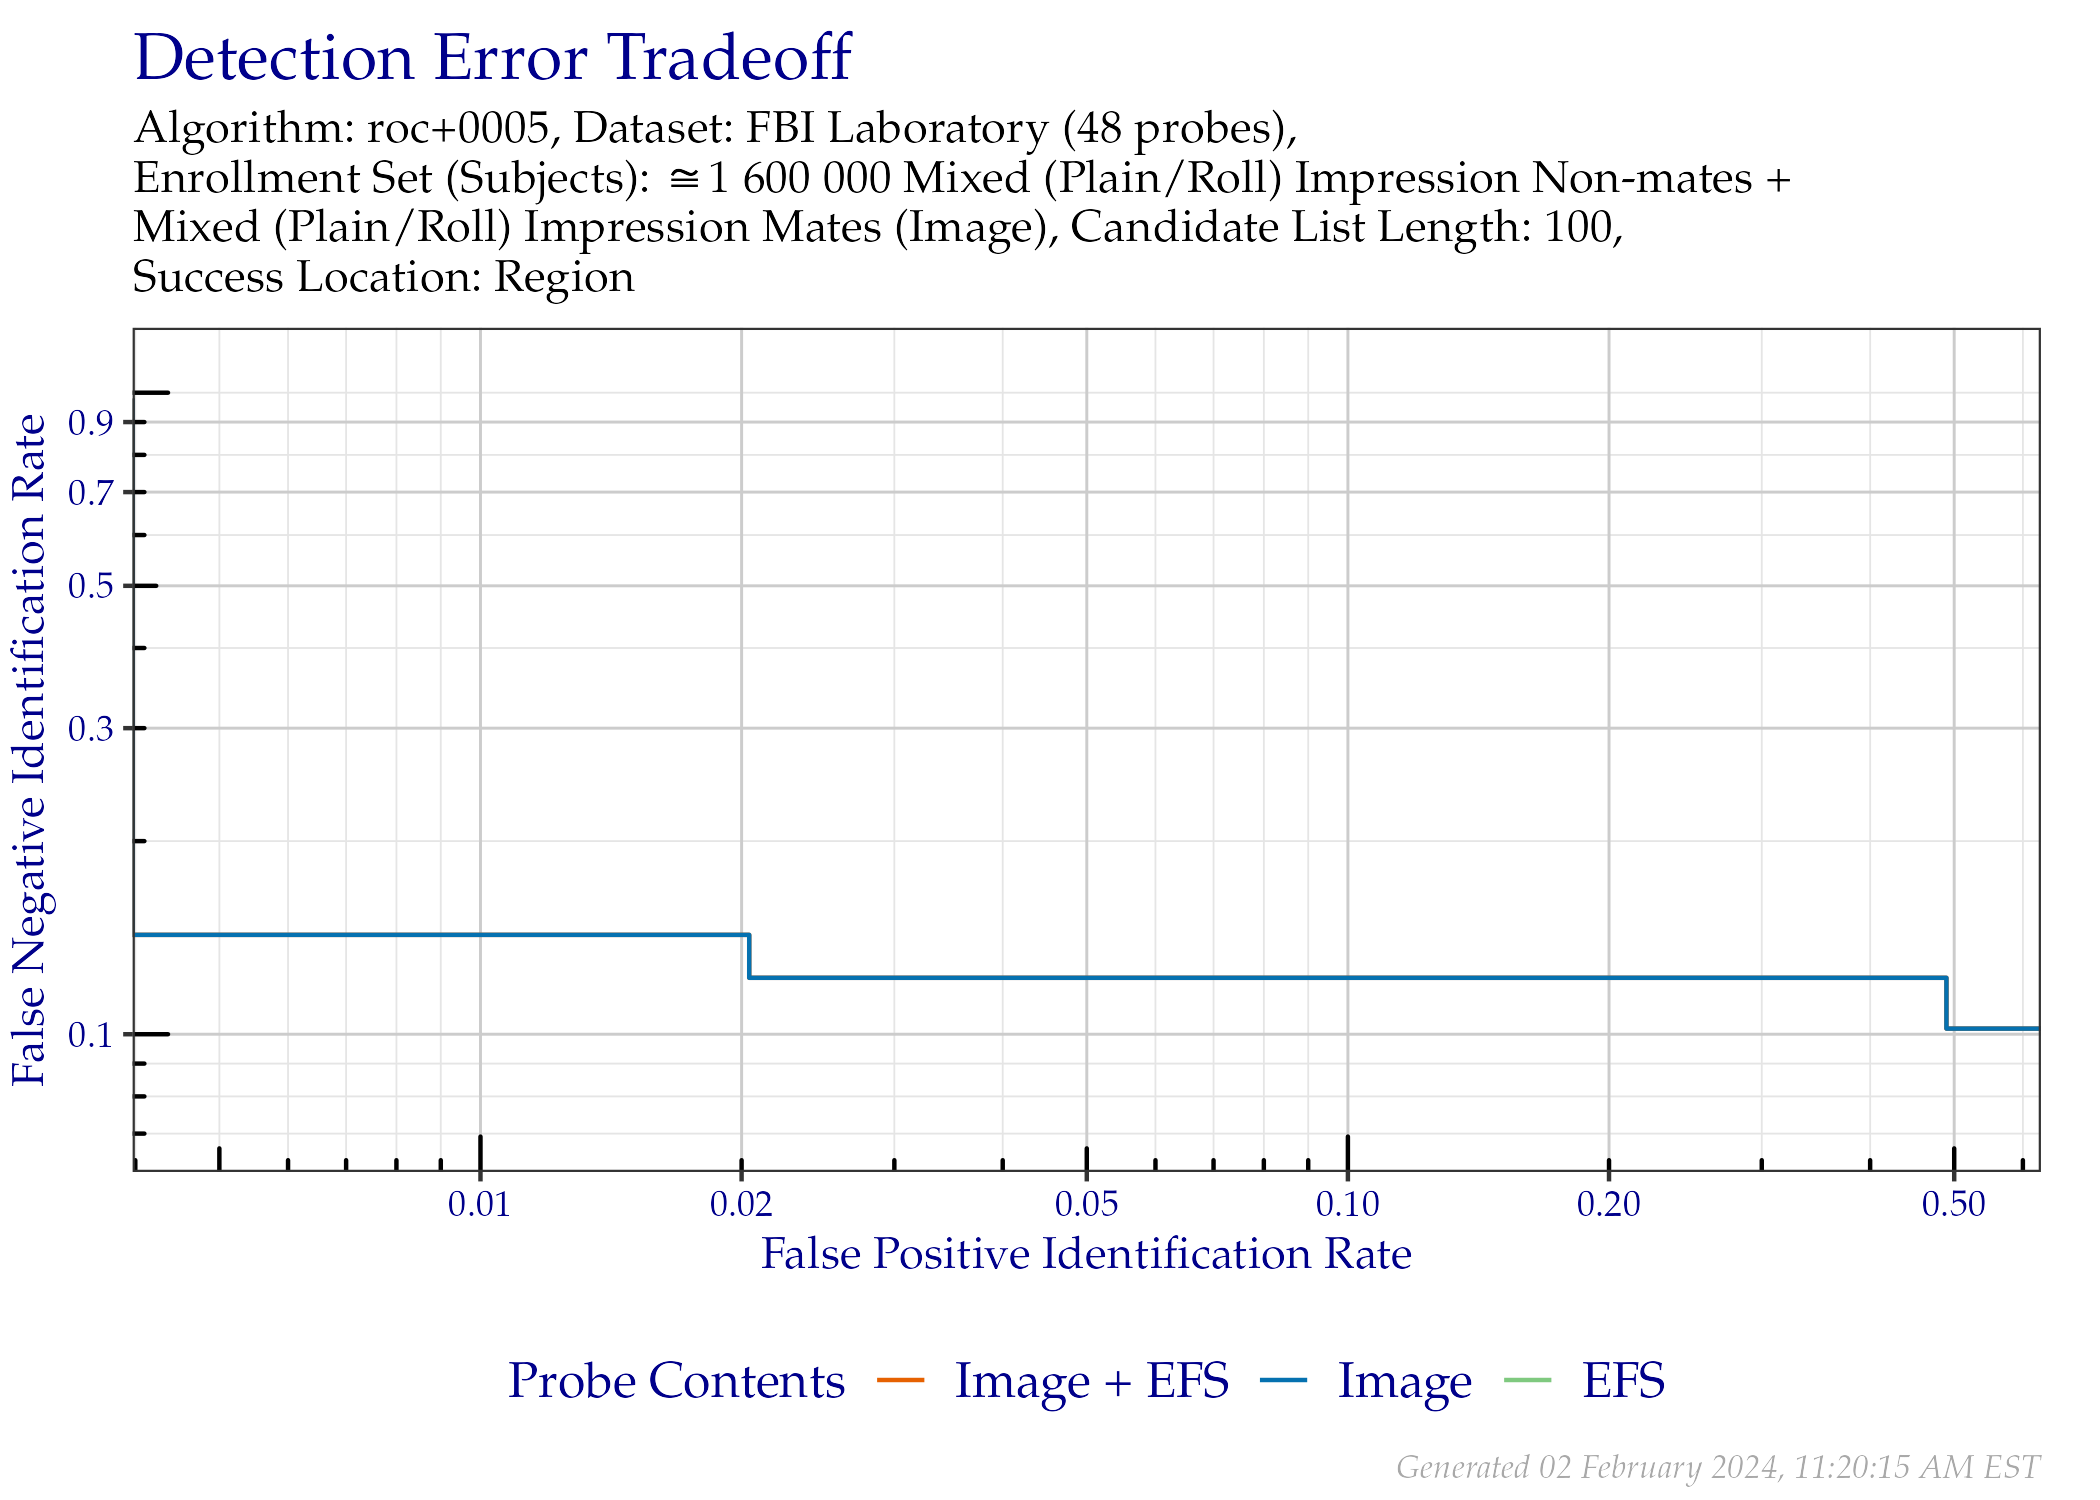 Detection Error Tradeoff
Algorithm: roc+0005, Dataset: FBI Laboratory (48 probes),
Enrollment Set (Subjects): ≅1 600 000 Mixed (Plain/Roll) Impression Non-mates +
Mixed (Plain/Roll) Impression Mates (Image), Candidate List Length: 100,
Success Location: Region
False Negative Identification Rate
0.9
0.7
0.5
0.3
0.1
0.01 0.02 0.05 0.10 0.20 0.50
False Positive Identification Rate
Probe Contents Image + EFS Image EFS
Generated 02 February 2024, 11:20:15 AM EST